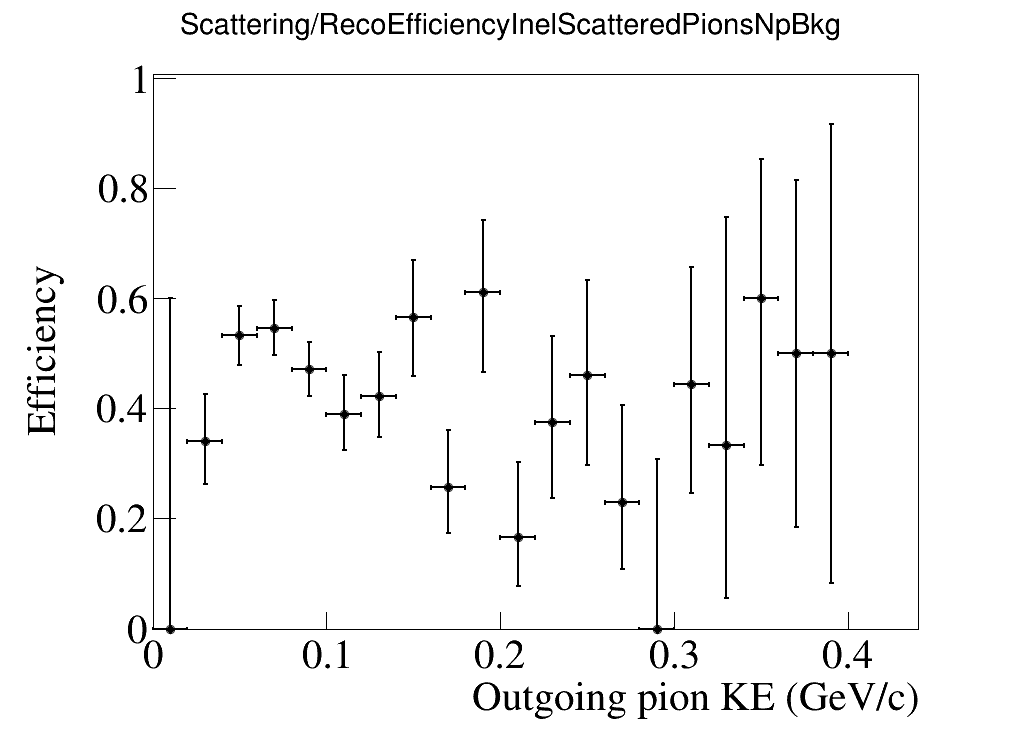 Scattering/RecoEfficiencyInelScatteredPionsNpBkg
1
0.8
0.6
0.4
0.2
0
Efficiency
0 0.1 0.2 0.3 0.4
Outgoing pion KE (GeV/c)